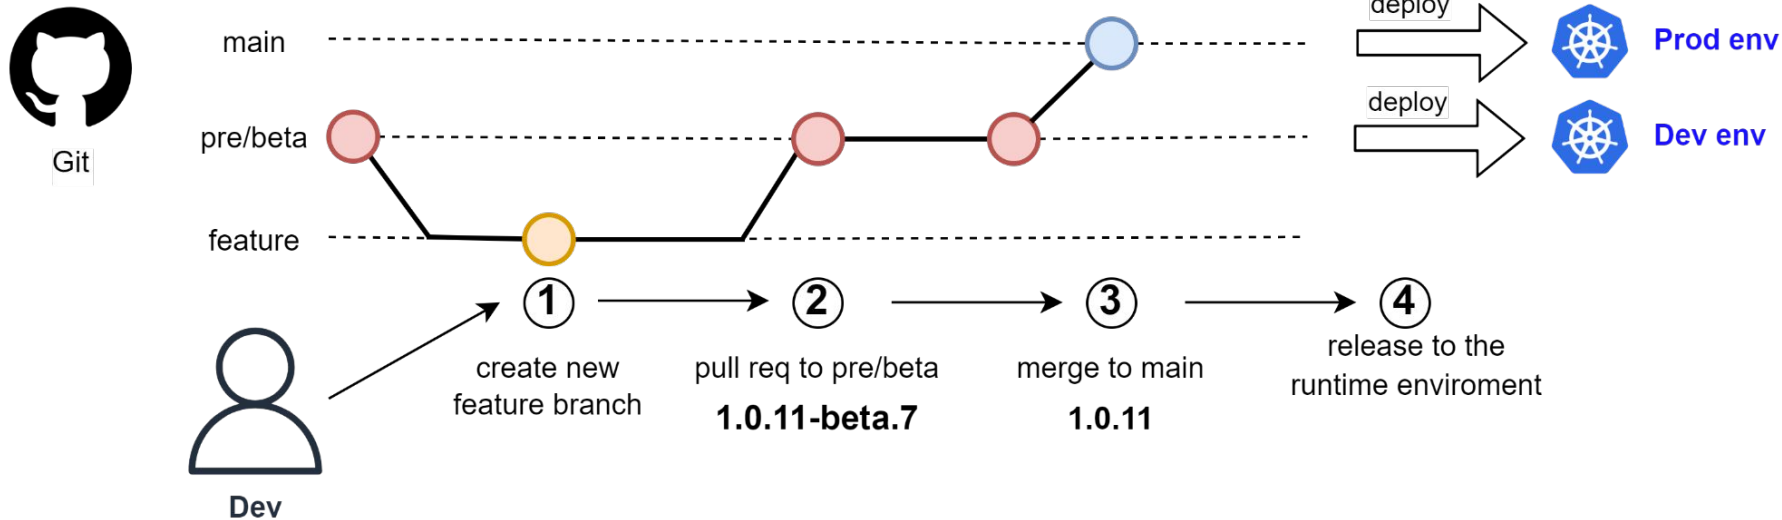 deploy
main
Prod env
deploy
pre/beta
Dev env
Git
feature
1
2
3
4
create new
feature branch
pull req to pre/beta
1.0.11-beta.7
merge to main
1.0.11
release to the
runtime enviroment
Dev